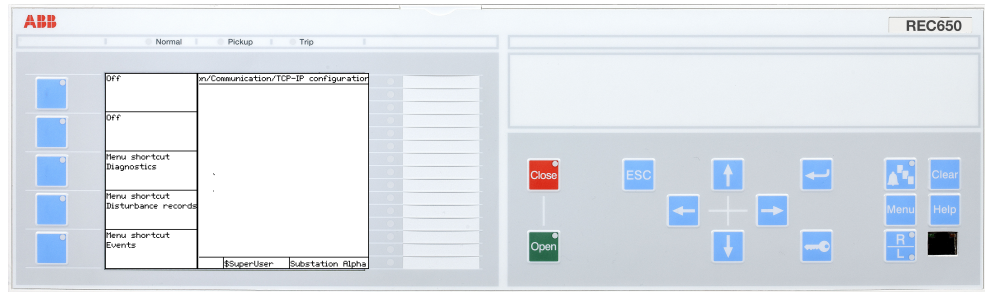 ABB
REC650
Normal
Pickup
Trip
Off
on/Communication/TCP-IP configuration
Off
Menu shortcut
Diagnostics
Menu shortcut
Disturbance records
Menu shortcut
Events
$SuperUser
Substation Alpha
Close
ESC
Clear
Menu
Help
Open
R
L